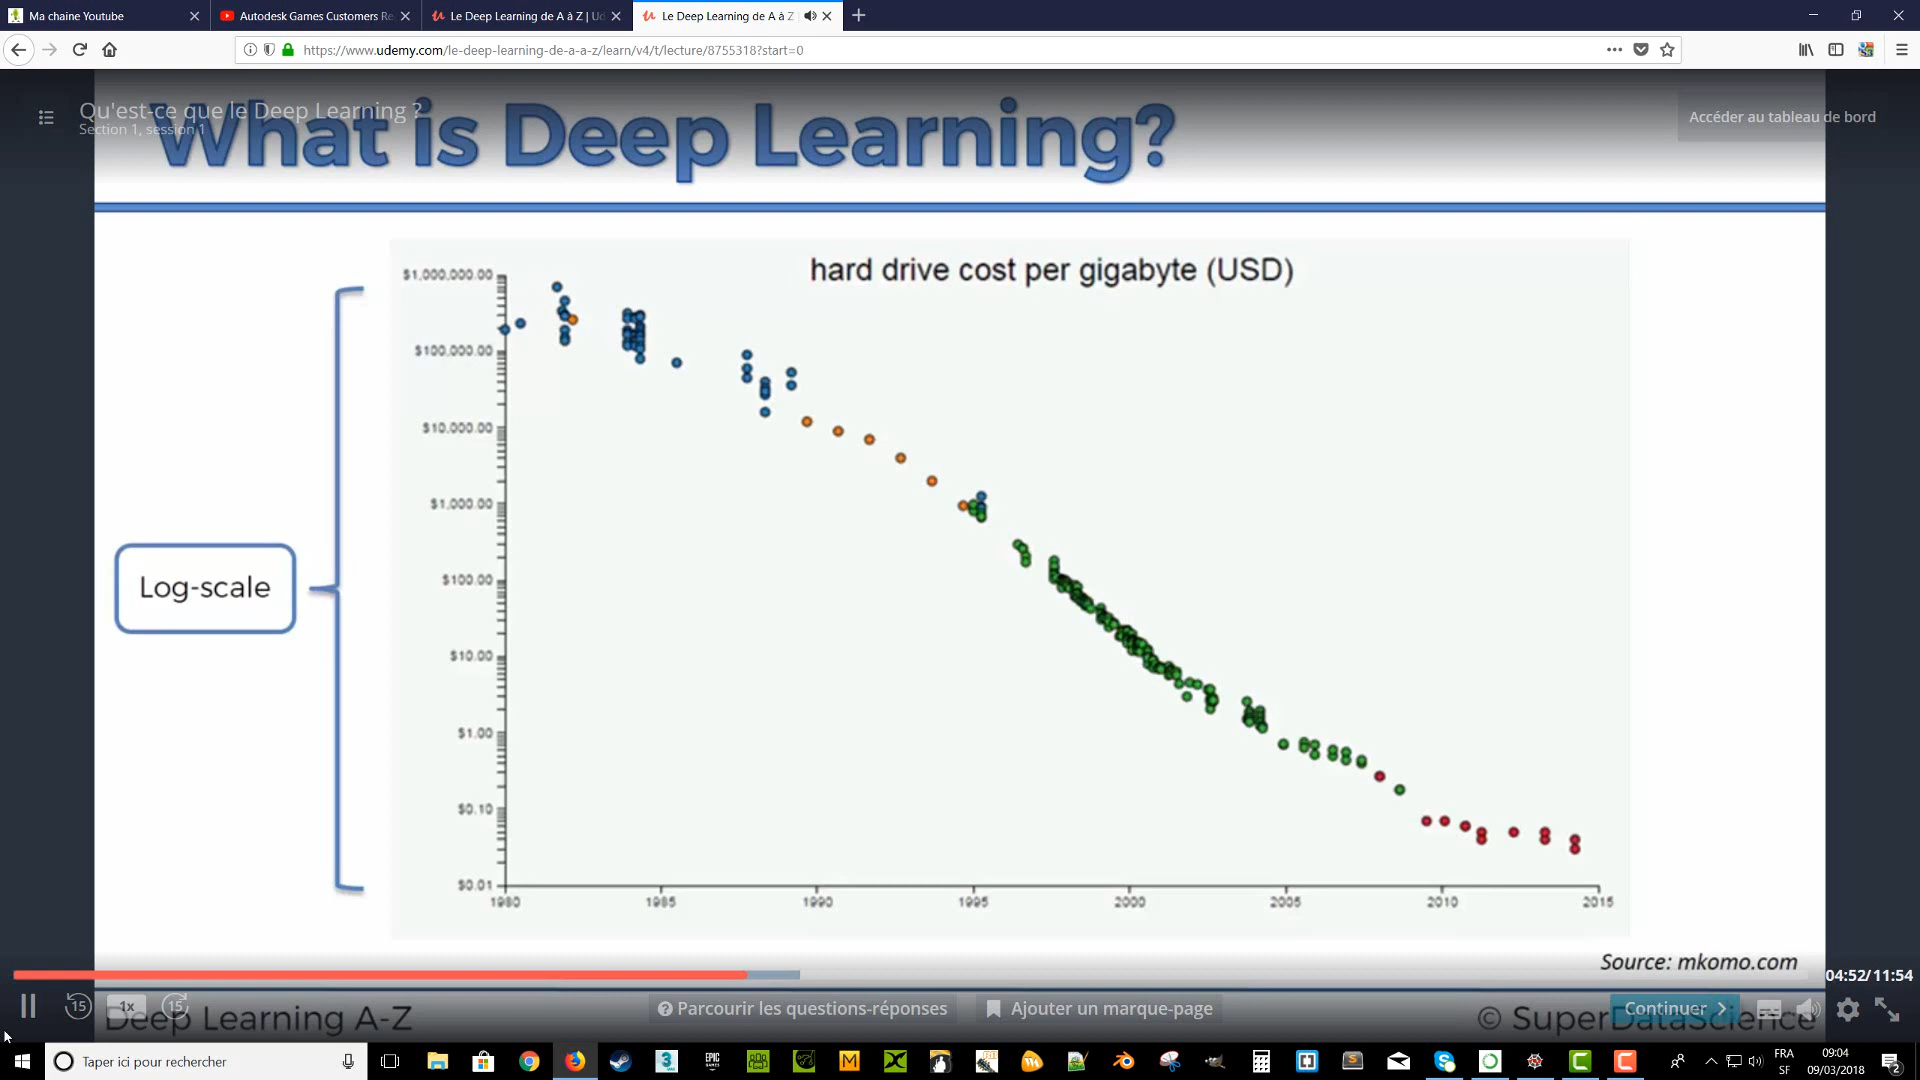 Ma chaine Youtube
Autodesk Games Customers Re
Le Deep Learning de A à Z | Ud
Le Deep Learning de A à Z
https://www.udemy.com/le-deep-learning-de-a-a-z/learn/v4/t/lecture/8755318?start=0
Qu'est-ce que le Deep Learning ?
Section 1, session 1
Accéder au tableau de bord
What is Deep Learning?
hard drive cost per gigabyte (USD)
$1,000,000.00
$100,000.00
$10,000.00
$1,000.00
$100.00
$10.00
$1.00
$0.10
$0.01
Log-scale
1980 1985 1990 1995 2000 2005 2010 2015
Source: mkomo.com
04:52/11:54
15 1x 15
Parcourir les questions-réponses
Ajouter un marque-page
Continuer
Deep Learning A-Z
© SuperDataScience
Taper ici pour rechercher
EPIC GAMES
FRA
SF
09:04
09/03/2018
2